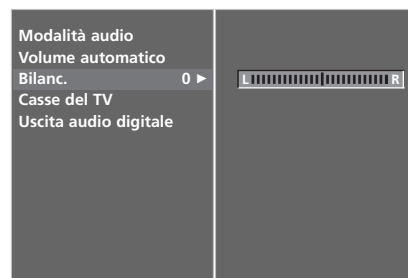 Modalità audio
Volume automatico
Bilanc. 0 ►
L R
Casse del TV
Uscita audio digitale